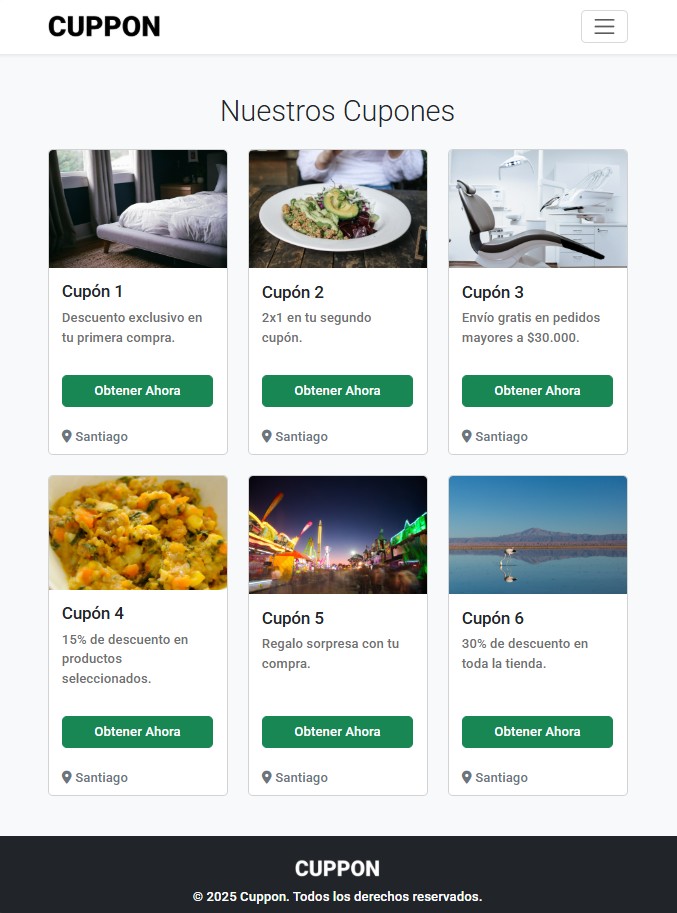 CUPPON
Nuestros Cupones
Cupón 1
Descuento exclusivo en
tu primera compra.
Obtener Ahora
Santiago
Cupón 2
2x1 en tu segundo
cupón.
Obtener Ahora
Santiago
Cupón 3
Envío gratis en pedidos
mayores a $30.000.
Obtener Ahora
Santiago
Cupón 4
15% de descuento en
productos
seleccionados.
Obtener Ahora
Santiago
Cupón 5
Regalo sorpresa con tu
compra.
Obtener Ahora
Santiago
Cupón 6
30% de descuento en
toda la tienda.
Obtener Ahora
Santiago
CUPPON
© 2025 Cuppon. Todos los derechos reservados.